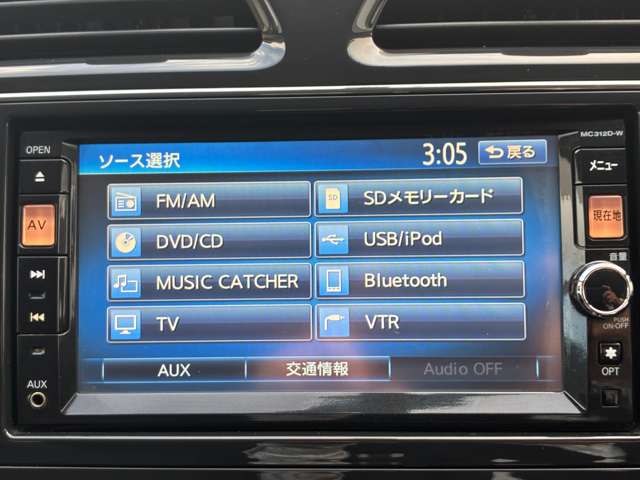 MC312D-W
OPEN
ソース選択
3:05
戻る
メニュー
AV
FM/AM
SD
SDメモリーカード
現在地
DVD/CD
USB/iPod
音量
MUSIC CATCHER
Bluetooth
TV
VTR
PUSH
ON-OFF
AUX
交通情報
Audio OFF
AUX
OPT